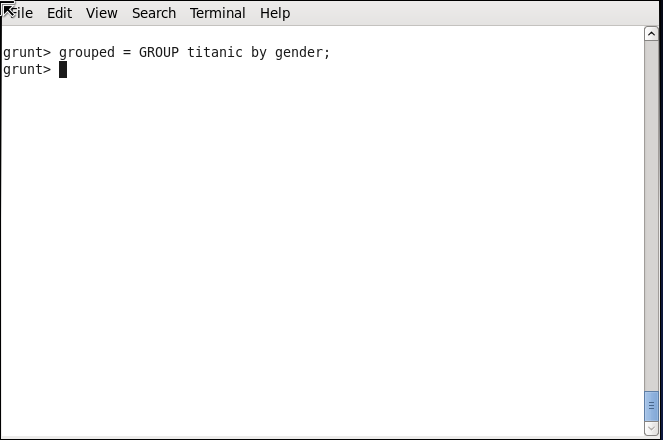 File Edit View Search Terminal Help
grunt> grouped = GROUP titanic by gender;
grunt>